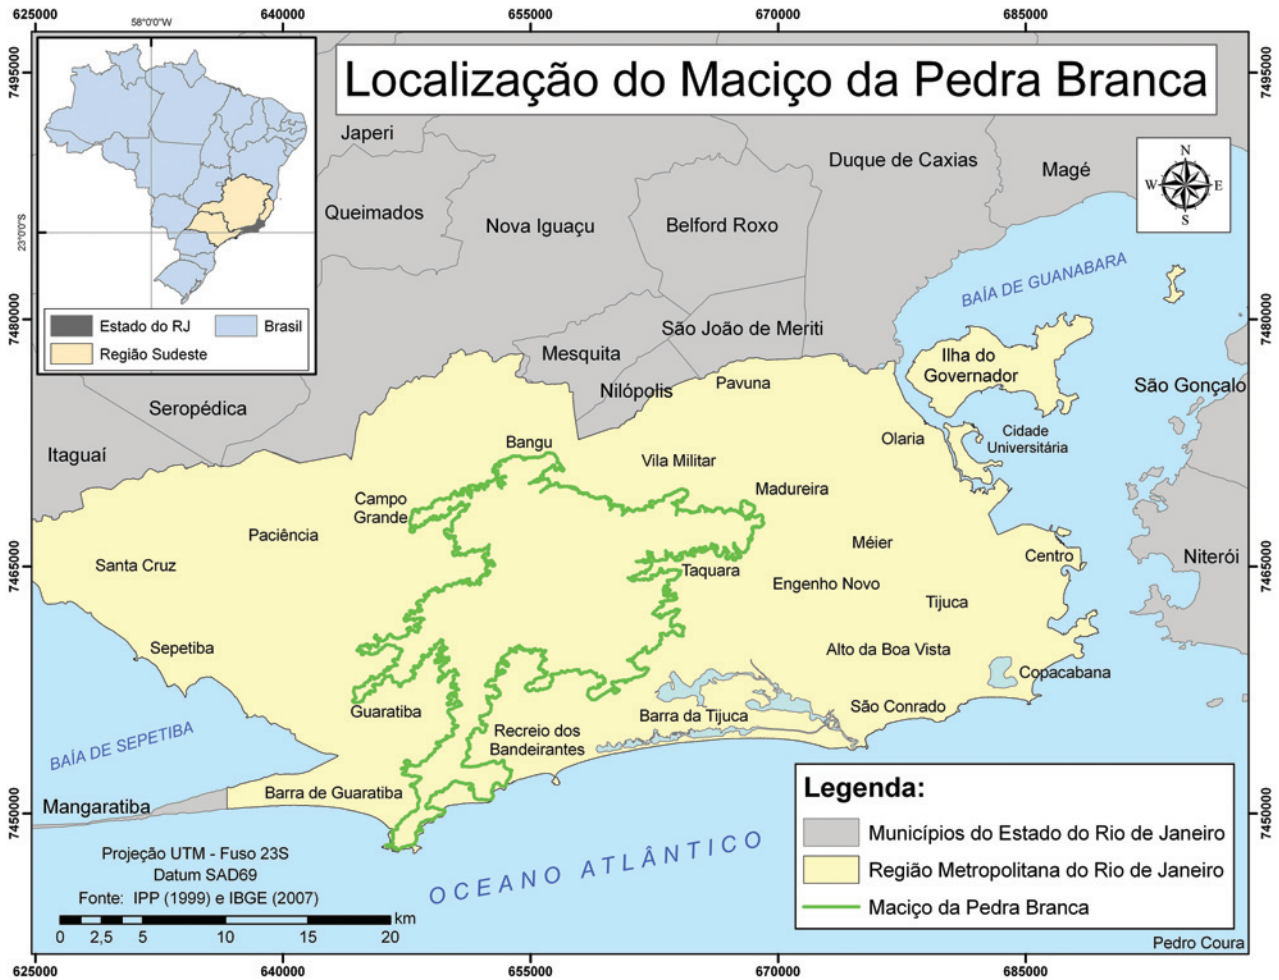 625000
640000
655000
670000
685000
58°0'0"W
Localização do Maciço da Pedra Branca
7495000
7495000
23°0'0"S
Estado do RJ
Brasil
Região Sudeste
Japeri
Duque de Caxias
Magé
N
W
E
S
Queimados
Nova Iguaçu
Belford Roxo
BAÍA DE GUANABARA
7480000
7480000
São João de Meriti
Mesquita
Nilópolis
Pavuna
Ilha do
Governador
São Gonçalo
Seropédica
Itaguaí
Bangu
Vila Militar
Olaria
Cidade
Universitária
Campo
Grande
Madureira
Paciência
Méier
Centro
Niterói
7465000
7465000
Santa Cruz
Taquara
Engenho Novo
Tijuca
Sepetiba
Alto da Boa Vista
Copacabana
Guaratiba
São Conrado
Barra da Tijuca
Recreio dos
Bandeirantes
BAÍA DE SEPETIBA
Barra de Guaratiba
Mangaratiba
7450000
7450000
OCEANO ATLÂNTICO
Legenda:
Municípios do Estado do Rio de Janeiro
Região Metropolitana do Rio de Janeiro
Maciço da Pedra Branca
Projeção UTM - Fuso 23S
Datum SAD69
Fonte: IPP (1999) e IBGE (2007)
km
0 2,5 5 10 15 20
Pedro Coura
625000
640000
655000
670000
685000